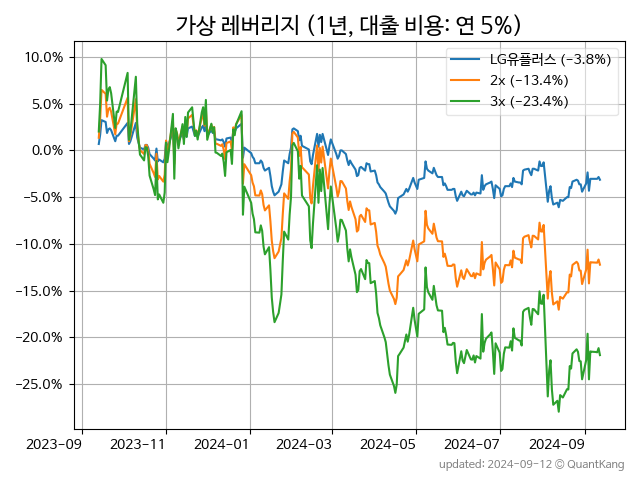 가상 레버리지 (1년, 대출 비용: 연 5%)
LG유플러스 (−3.8%)
2x (−13.4%)
3x (−23.4%)
10.0%
5.0%
0.0%
−5.0%
−10.0%
−15.0%
−20.0%
−25.0%
2023-09 2023-11 2024-01 2024-03 2024-05 2024-07 2024-09
updated: 2024-09-12 © QuantKang